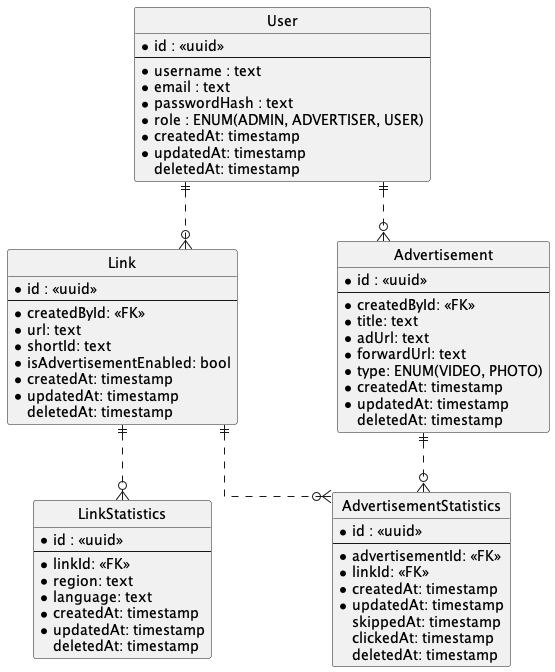 User
id : «uuid»
username : text
email : text
passwordHash : text
role : ENUM(ADMIN, ADVERTISER, USER)
createdAt: timestamp
updatedAt: timestamp
deletedAt: timestamp
Link
id : «uuid»
createdById: «FK»
url: text
shortId: text
isAdvertisementEnabled: bool
createdAt: timestamp
updatedAt: timestamp
deletedAt: timestamp
Advertisement
id : «uuid»
createdById: «FK»
title: text
adUrl: text
forwardUrl: text
type: ENUM(VIDEO, PHOTO)
createdAt: timestamp
updatedAt: timestamp
deletedAt: timestamp
LinkStatistics
id : «uuid»
linkId: «FK»
region: text
language: text
createdAt: timestamp
updatedAt: timestamp
deletedAt: timestamp
AdvertisementStatistics
id : «uuid»
advertisementId: «FK»
linkId: «FK»
createdAt: timestamp
updatedAt: timestamp
skippedAt: timestamp
clickedAt: timestamp
deletedAt: timestamp